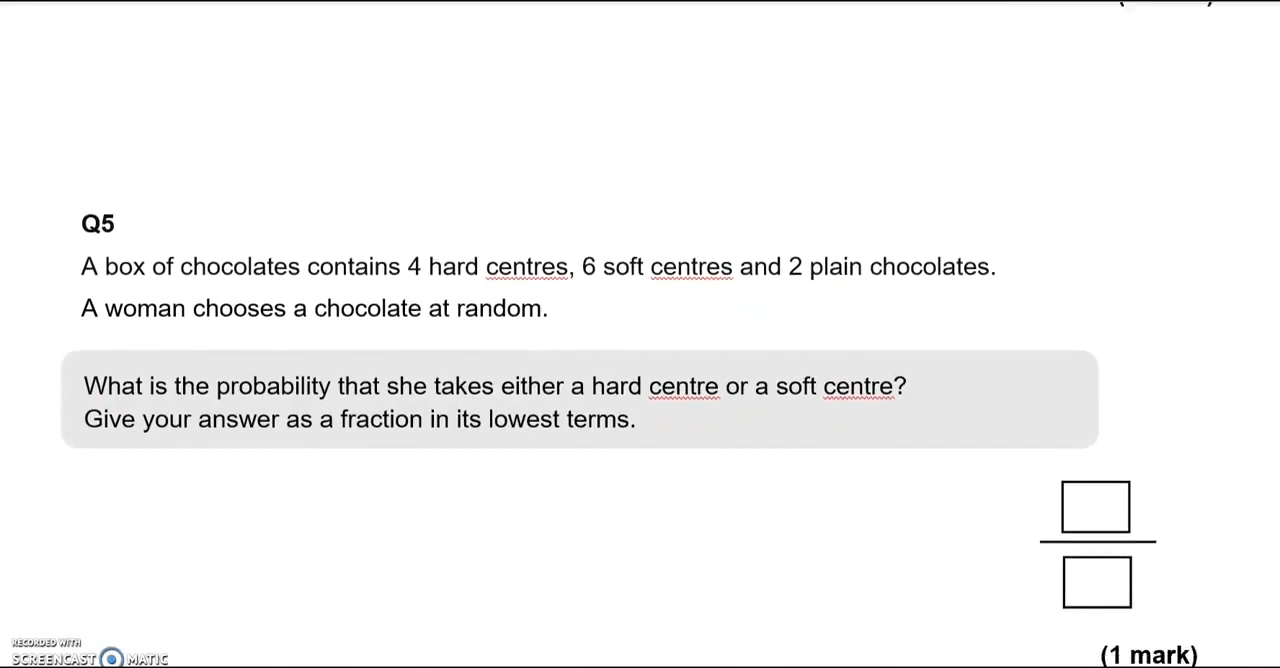 Q5
A box of chocolates contains 4 hard centres, 6 soft centres and 2 plain chocolates.
A woman chooses a chocolate at random.
What is the probability that she takes either a hard centre or a soft centre?
Give your answer as a fraction in its lowest terms.
(1 mark)
RECORDED WITH
SCREENCAST MATIC